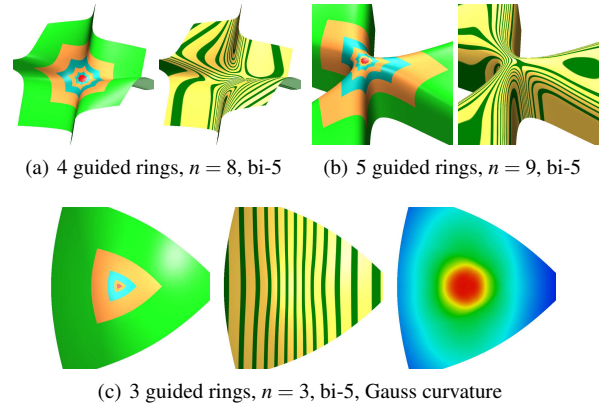 (a) 4 guided rings, n = 8, bi-5
(b) 5 guided rings, n = 9, bi-5
(c) 3 guided rings, n = 3, bi-5, Gauss curvature